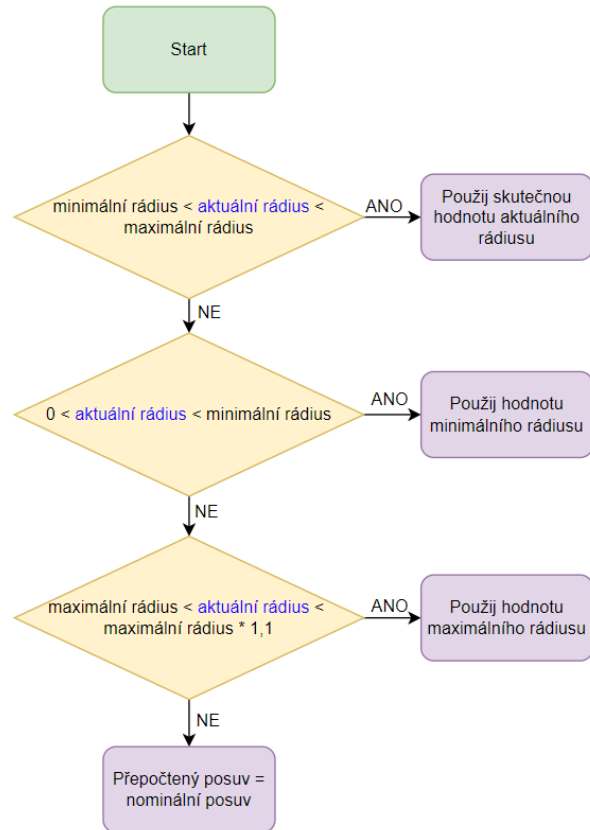 Start
minimální rádius < aktuální rádius <
maximální rádius
ANO
Použij skutečnou
hodnotu aktuálního
rádiusu
NE
0 < aktuální rádius < minimální rádius
ANO
Použij hodnotu
minimálního rádiusu
NE
maximální rádius < aktuální rádius <
maximální rádius * 1,1
ANO
Použij hodnotu
maximálního rádiusu
NE
Přepočtený posuv =
nominální posuv